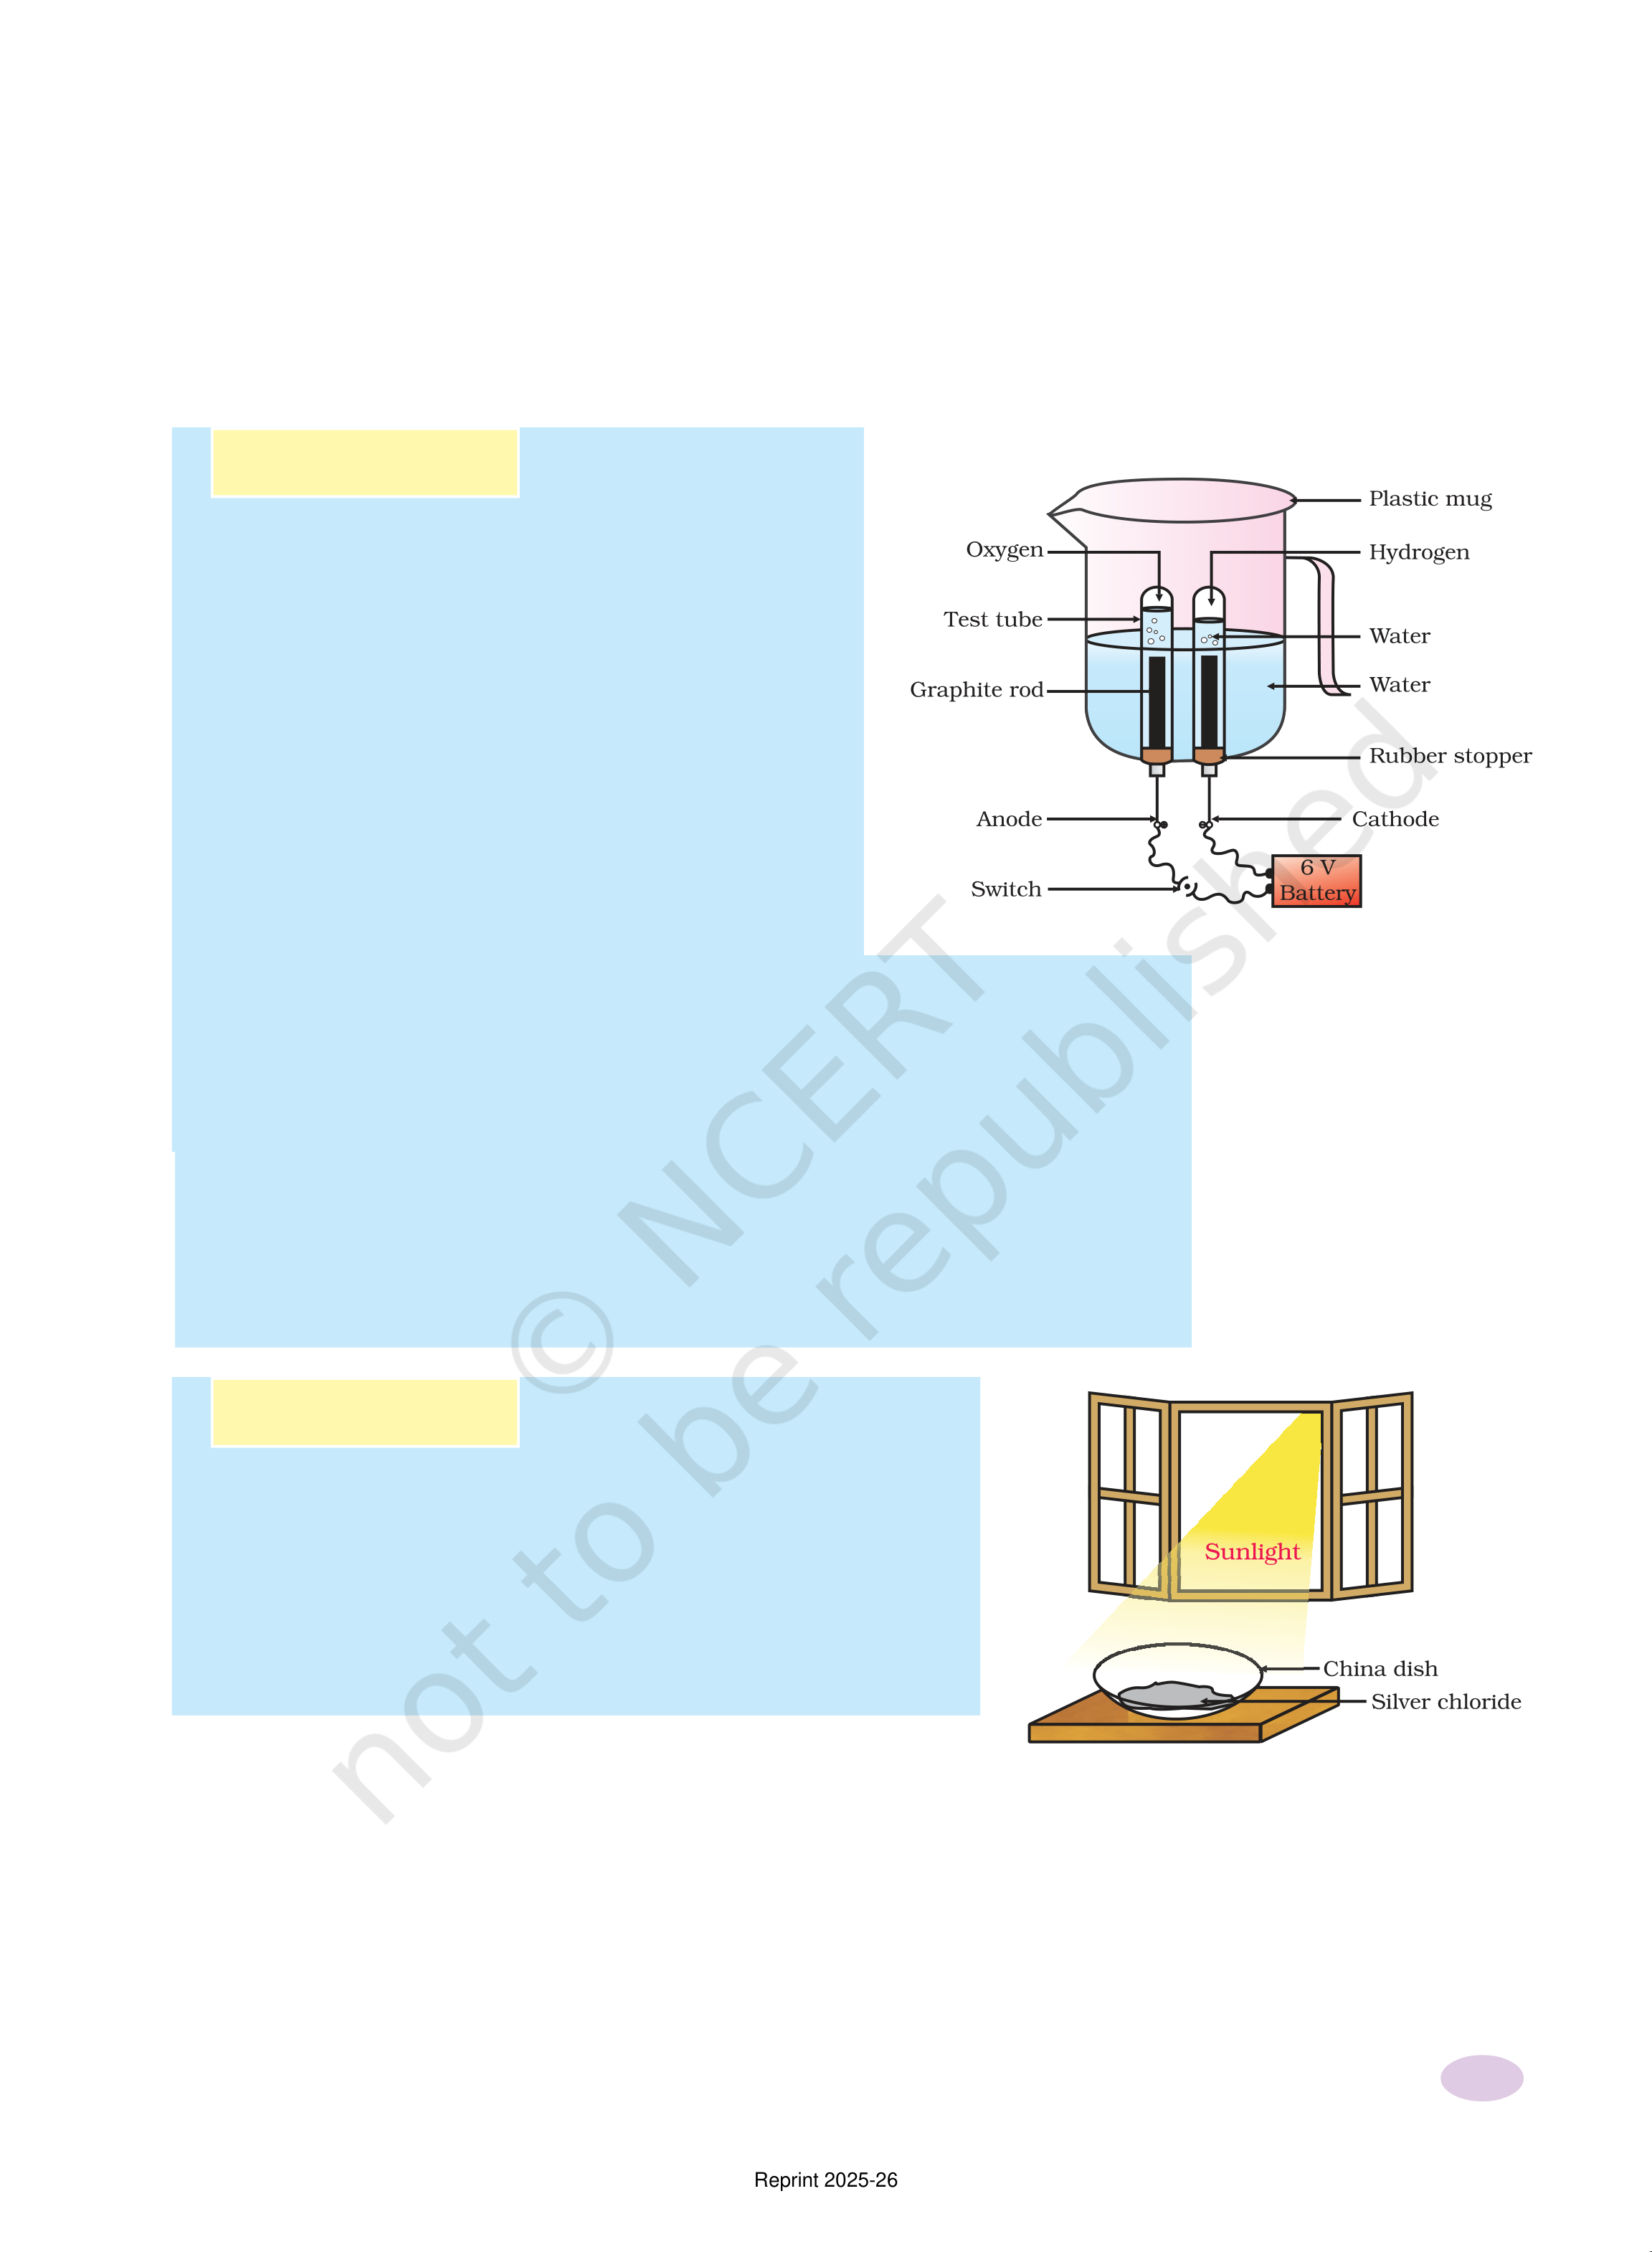 Plastic mug
Oxygen
Hydrogen
Test tube
Water
Graphite rod
Water
Rubber stopper
Anode
Cathode
6 V
Battery
Switch
© NCERT
not to be republished
Sunlight
China dish
Silver chloride
Reprint 2025-26